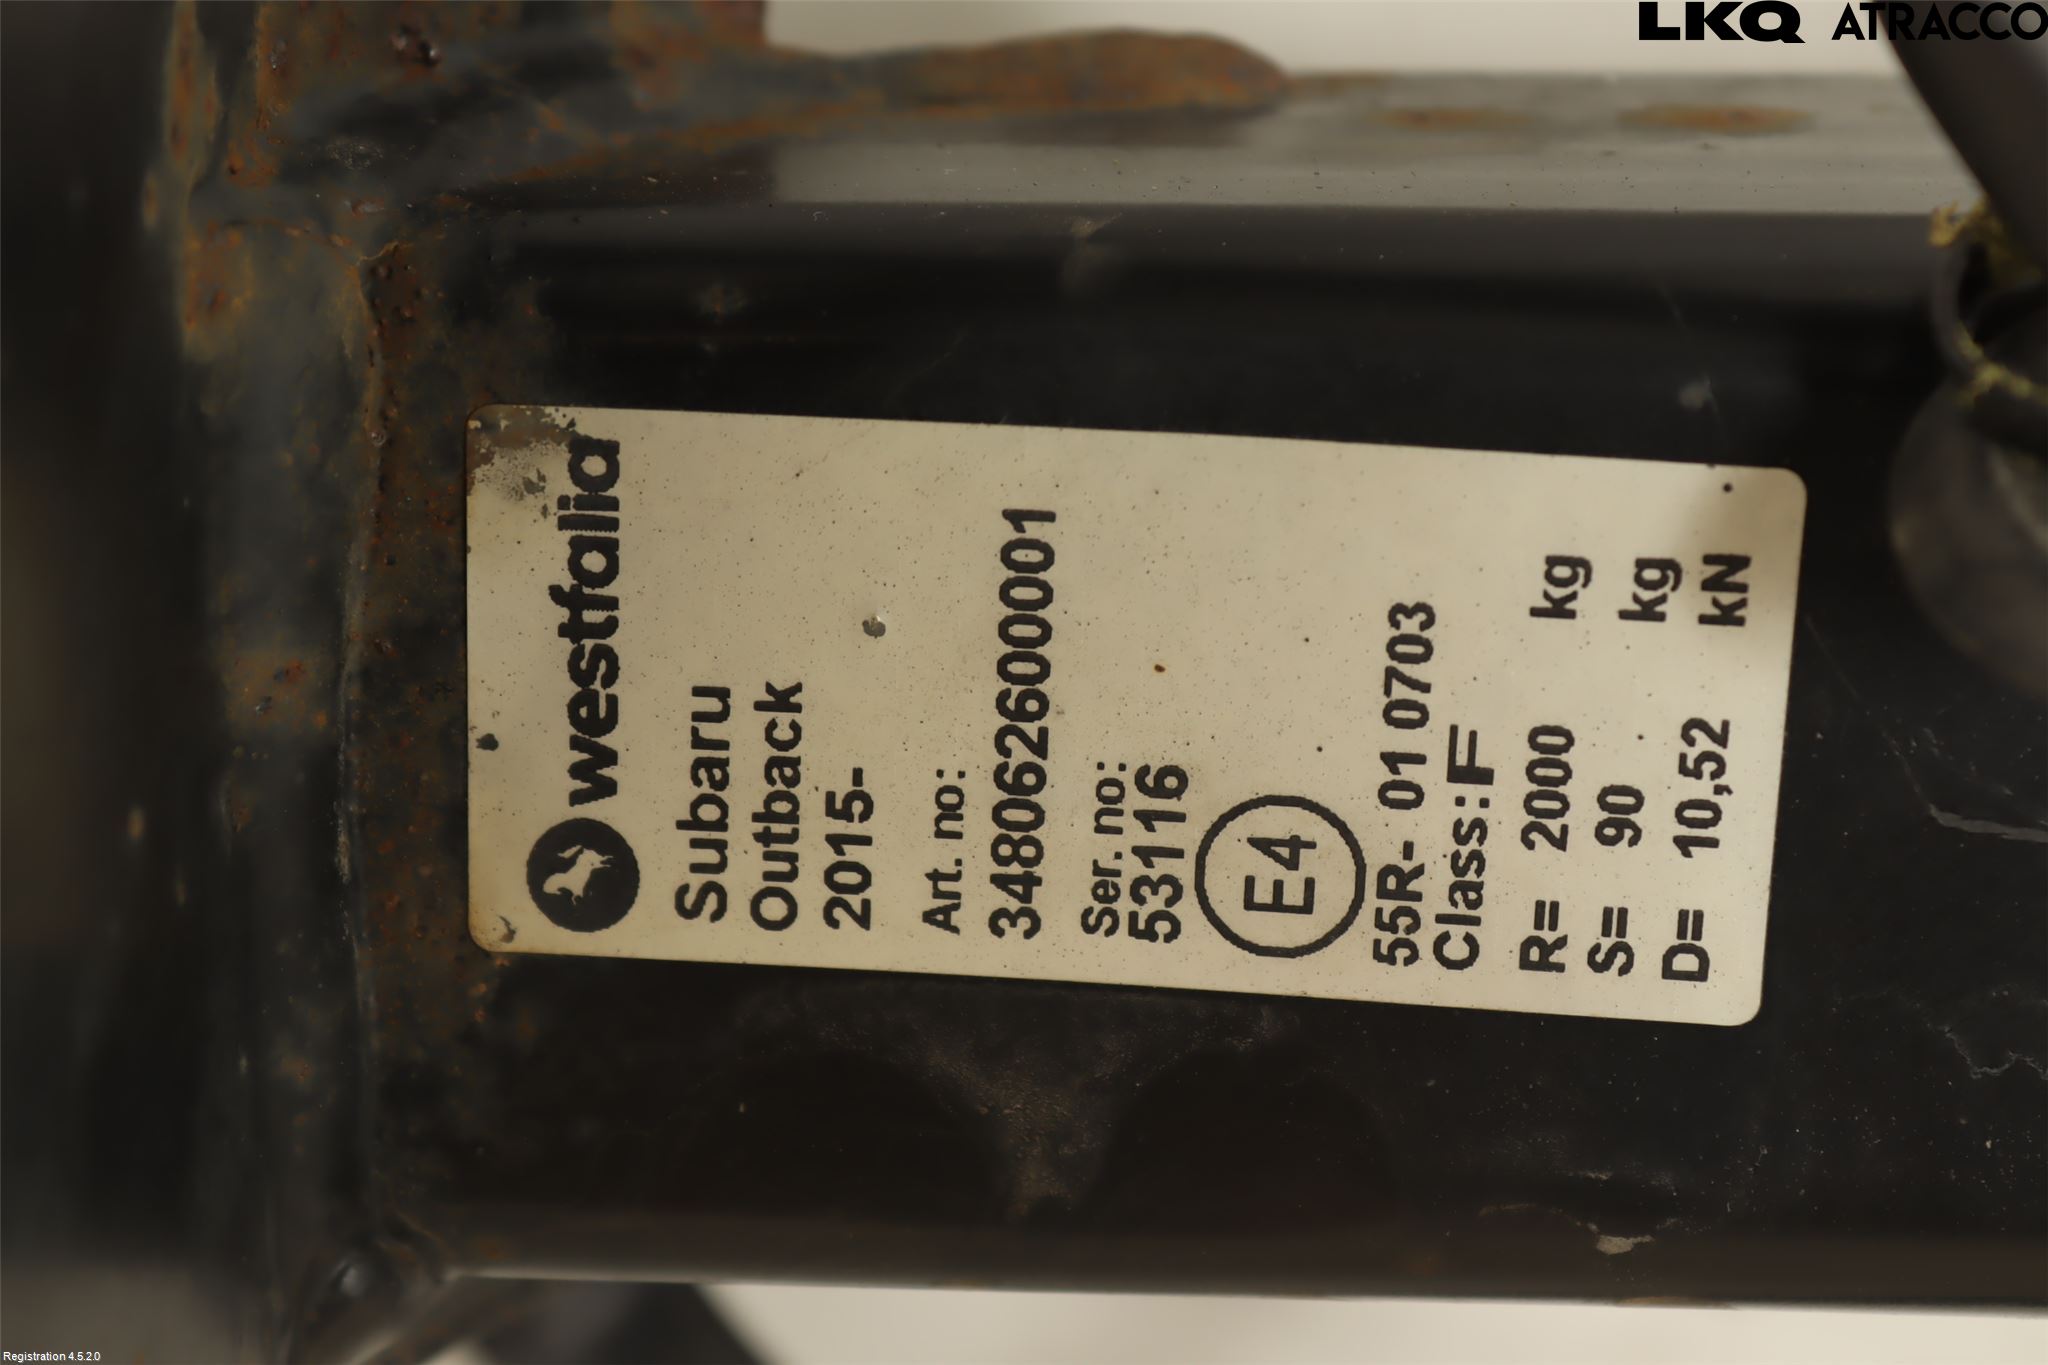 LKQ ATRACCO
westfalia
Subaru
Outback
2015-
Art. no:
348062600001
Ser. no:
53116
E4
55R- 01 0703
Class:F
R= 2000 kg
S= 90 kg
D= 10,52 kN
Registration 4.5.2.0